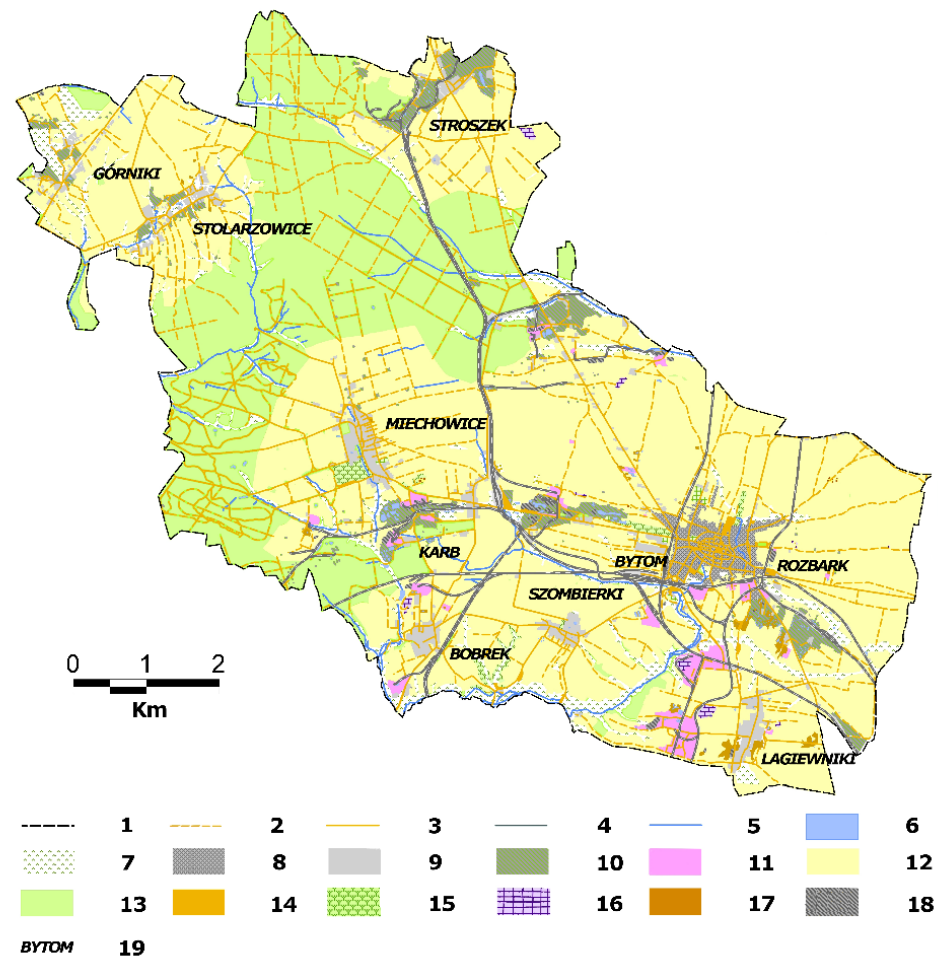 STROSZEK
GÓRNIKI
STOLARZOWICE
MIECHOWICE
KARB
BYTOM
ROZBARK
SZOMBIERKI
BOBREK
LAGIEWNIKI
0 1 2
Km
1 2 3 4 5 6
7 8 9 10 11 12
13 14 15 16 17 18
BYTOM 19